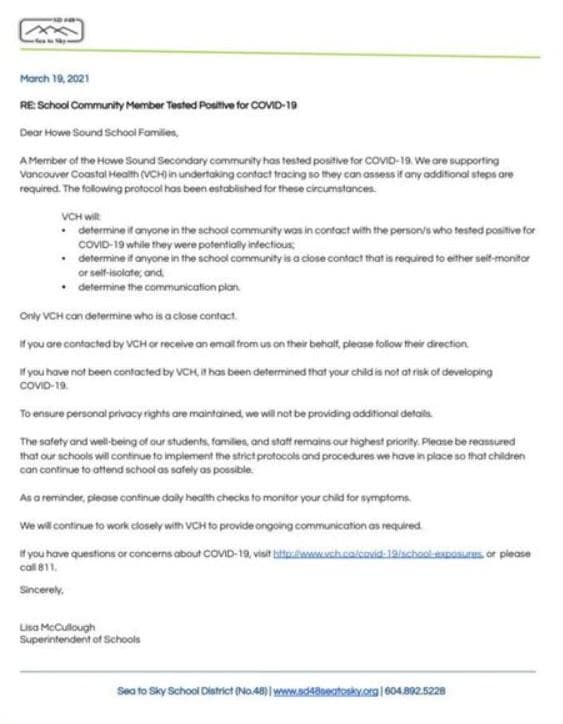 SD #48
Sea to Sky
March 19, 2021
RE: School Community Member Tested Positive for COVID-19
Dear Howe Sound School Families,
A Member of the Howe Sound Secondary community has tested positive for COVID-19. We are supporting
Vancouver Coastal Health (VCH) in undertaking contact tracing so they can assess if any additional steps are
required. The following protocol has been established for these circumstances.
VCH will:
• determine if anyone in the school community was in contact with the person/s who tested positive for
COVID-19 while they were potentially infectious;
• determine if anyone in the school community is a close contact that is required to either self-monitor
or self-isolate; and,
• determine the communication plan.
Only VCH can determine who is a close contact.
If you are contacted by VCH or receive an email from us on their behalf, please follow their direction.
If you have not been contacted by VCH, it has been determined that your child is not at risk of developing
COVID-19.
To ensure personal privacy rights are maintained, we will not be providing additional details.
The safety and well-being of our students, families, and staff remains our highest priority. Please be reassured
that our schools will continue to implement the strict protocols and procedures we have in place so that children
can continue to attend school as safely as possible.
As a reminder, please continue daily health checks to monitor your child for symptoms.
We will continue to work closely with VCH to provide ongoing communication as required.
If you have questions or concerns about COVID-19, visit http://www.vch.ca/covid-19/school-exposures, or please
call 811.
Sincerely,
Lisa McCullough
Superintendent of Schools
Sea to Sky School District (No.48) | www.sd48seatosky.org | 604.892.5228